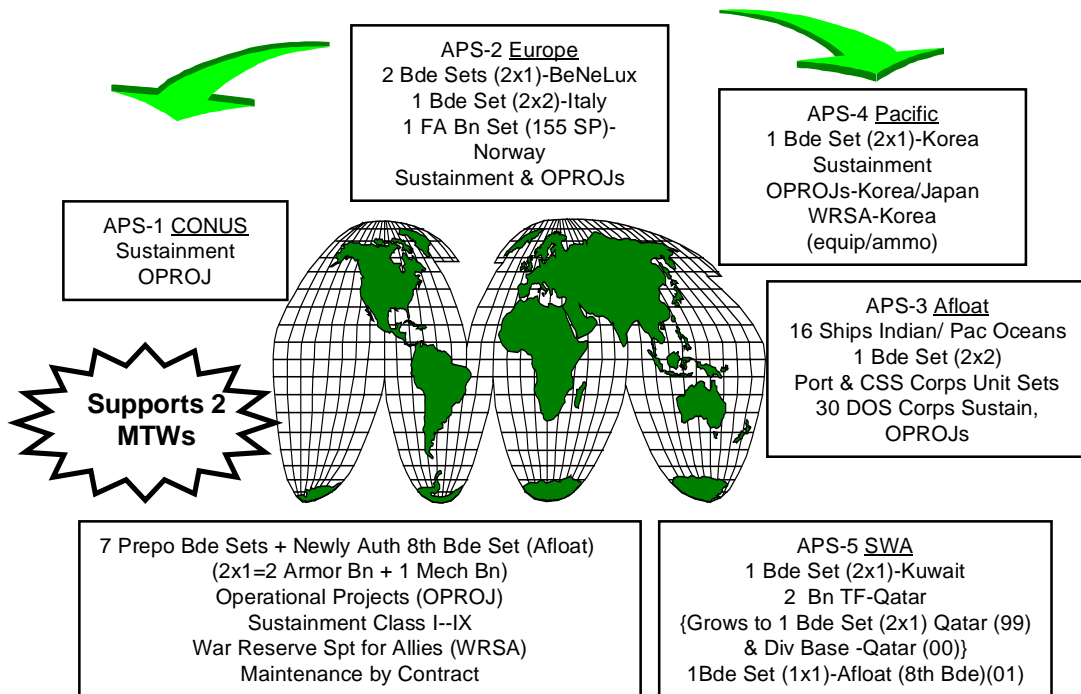 APS-2 Europe
2 Bde Sets (2x1)-BeNeLux
1 Bde Set (2x2)-Italy
1 FA Bn Set (155 SP)-
Norway
Sustainment & OPROJs
APS-4 Pacific
1 Bde Set (2x1)-Korea
Sustainment
OPROJs-Korea/Japan
WRSA-Korea
(equip/ammo)
APS-1 CONUS
Sustainment
OPROJ
APS-3 Afloat
16 Ships Indian/ Pac Oceans
1 Bde Set (2x2)
Port & CSS Corps Unit Sets
30 DOS Corps Sustain,
OPROJs
Supports 2
MTWs
7 Prepo Bde Sets + Newly Auth 8th Bde Set (Afloat)
(2x1=2 Armor Bn + 1 Mech Bn)
Operational Projects (OPROJ)
Sustainment Class I--IX
War Reserve Spt for Allies (WRSA)
Maintenance by Contract
APS-5 SWA
1 Bde Set (2x1)-Kuwait
2 Bn TF-Qatar
{Grows to 1 Bde Set (2x1) Qatar (99)
& Div Base -Qatar (00)}
1Bde Set (1x1)-Afloat (8th Bde)(01)